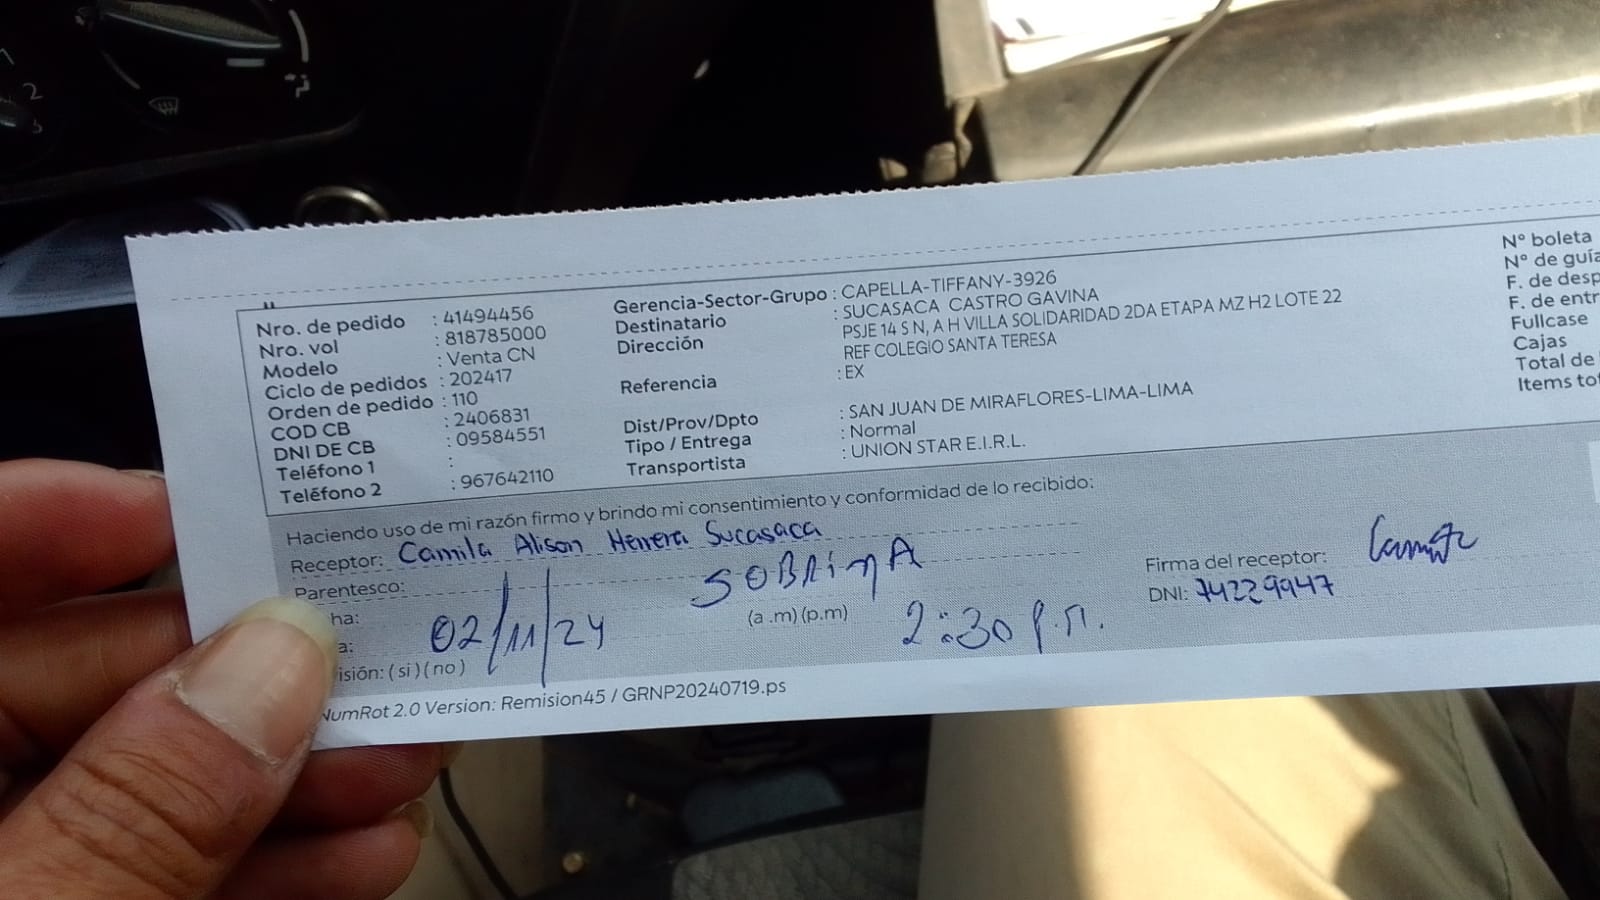 Nro. de pedido : 41494456
Nro. vol : 818785000
Modelo : Venta CN
Ciclo de pedidos : 202417
Orden de pedido : 110
COD CB : 2406831
DNI DE CB : 09584551
Teléfono 1 :
Teléfono 2 : 967642110
Gerencia-Sector-Grupo : CAPELLA-TIFFANY-3926
Destinatario : SUCASACA CASTRO GAVINA
Dirección PSJE 14 S N, A H VILLA SOLIDARIDAD 2DA ETAPA MZ H2 LOTE 22
REF COLEGIO SANTA TERESA
Referencia : EX
Dist/Prov/Dpto : SAN JUAN DE MIRAFLORES-LIMA-LIMA
Tipo / Entrega : Normal
Transportista : UNION STAR E.I.R.L.
N° boleta
N° de guía
F. de desp
F. de entr
Fullcase
Cajas
Total de
Items tot
Haciendo uso de mi razón firmo y brindo mi consentimiento y conformidad de lo recibido:
Receptor: Camila Alison Herrera Sucasaca
Parentesco: SOBRINA
ha: 02/11/24
a: (a .m) (p.m) 2:30 p.m.
isión: ( si ) ( no )
Firma del receptor:
DNI: 74229947
NumRot 2.0 Version: Remision45 / GRNP20240719.ps
2
3